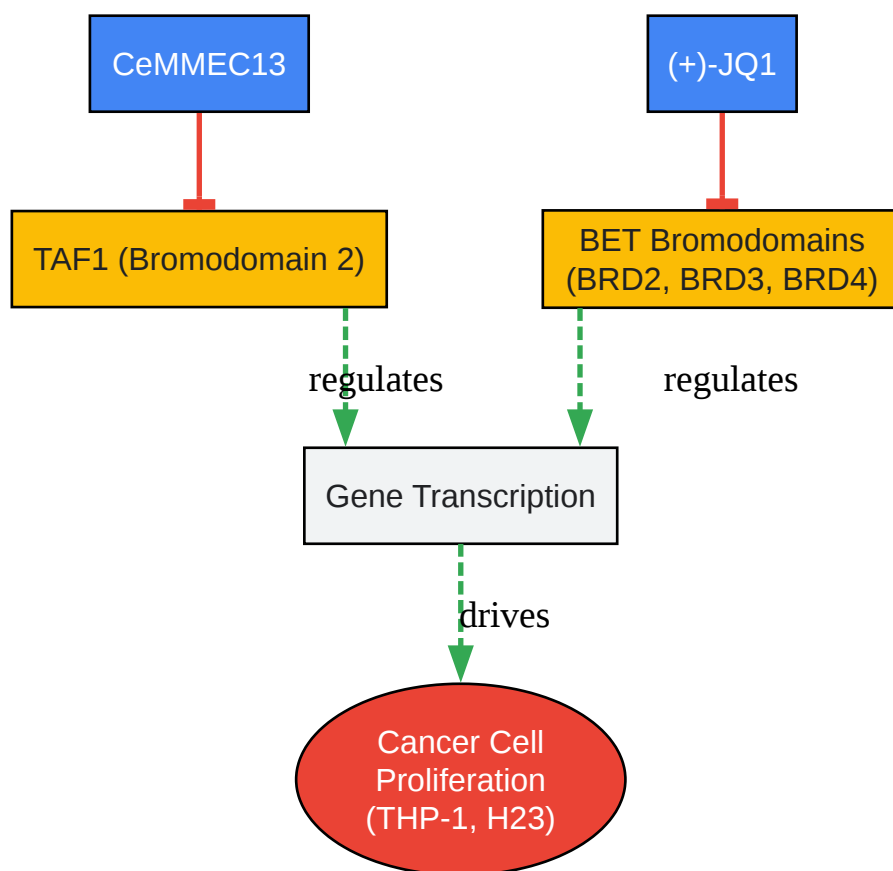 CeMMEC13
(+)-JQ1
TAF1 (Bromodomain 2)
BET Bromodomains
(BRD2, BRD3, BRD4)
regulates
regulates
Gene Transcription
drives
Cancer Cell
Proliferation
(THP-1, H23)